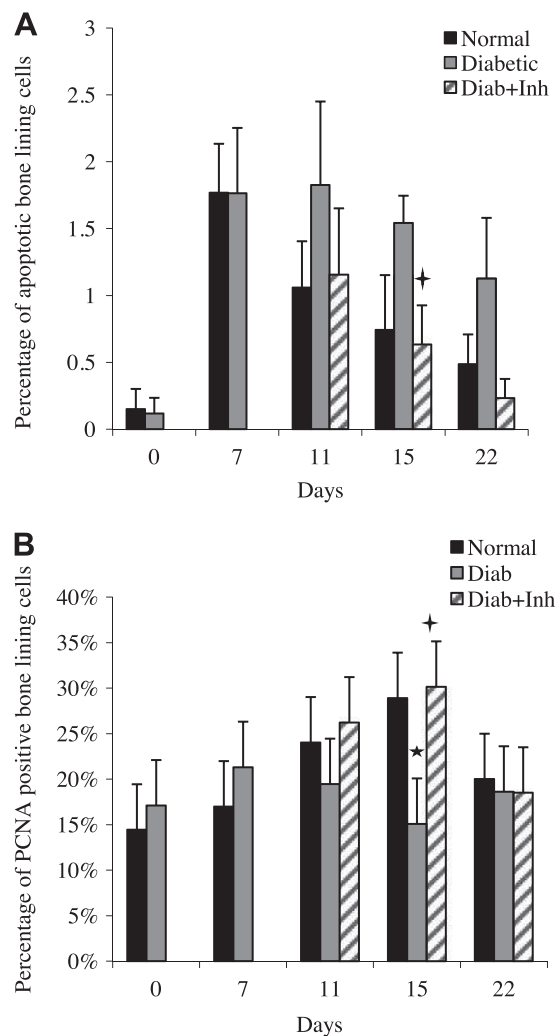 A
Normal
Diabetic
Diab+Inh
Percentage of apoptotic bone lining cells
3
2.5
2
1.5
1
0.5
0
0 7 11 15 22
Days
B
Normal
Diab
Diab+Inh
Percentage of PCNA positive bone lining cells
40%
35%
30%
25%
20%
15%
10%
5%
0%
0 7 11 15 22
Days